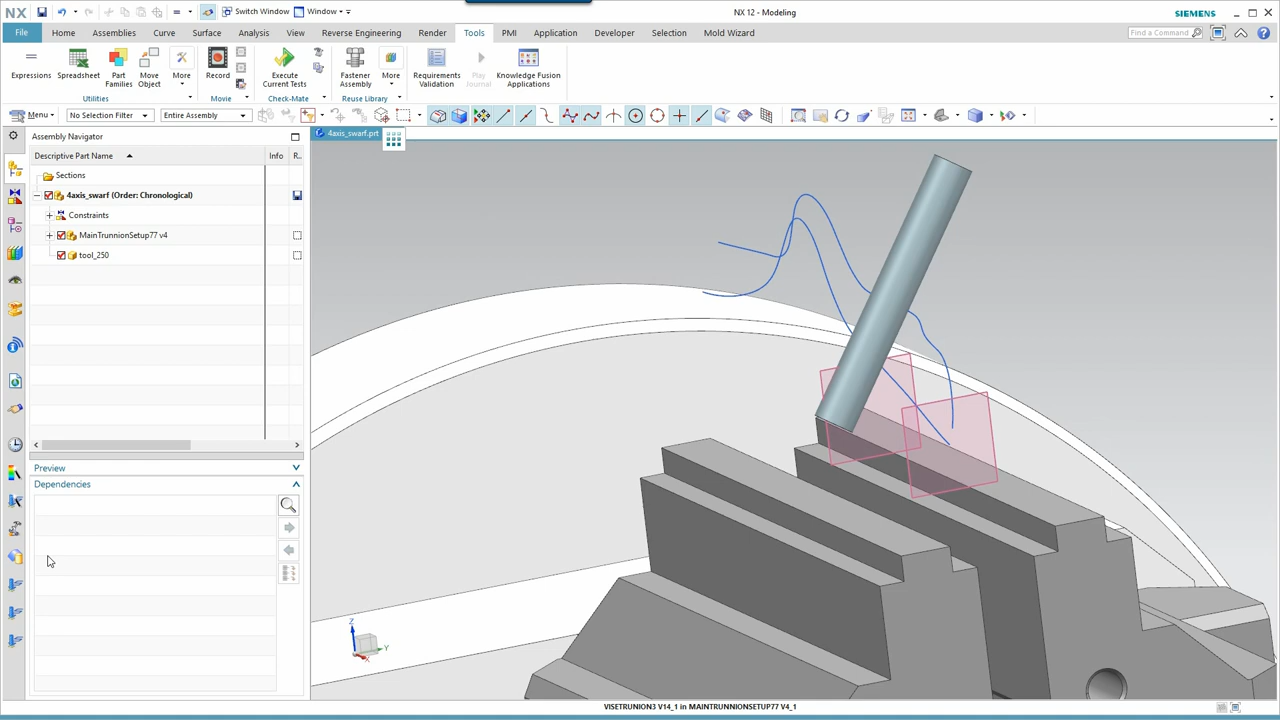 NX
Switch Window
Window
NX 12 - Modeling
SIEMENS
File
Home
Assemblies
Curve
Surface
Analysis
View
Reverse Engineering
Render
Tools
PMI
Application
Developer
Selection
Mold Wizard
Find a Command
Expressions
Spreadsheet
Part Families
Move Object
More
Record
Execute Current Tests
Fastener Assembly
More
Requirements Validation
Play Journal
Knowledge Fusion Applications
Utilities
Movie
Check-Mate
Reuse Library
Menu
No Selection Filter
Entire Assembly
Assembly Navigator
4axis_swarf.prt
Descriptive Part Name
Info
R..
Sections
4axis_swarf (Order: Chronological)
Constraints
MainTrunnionSetup77 v4
tool_250
Preview
Dependencies
Z
Y
X
VISETRUNION3 V14_1 in MAINTRUNNIONSETUP77 V4_1